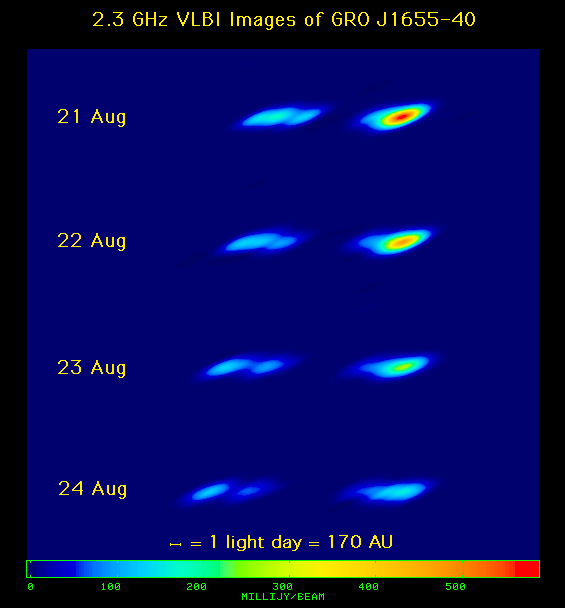 2.3 GHz VLBI Images of GRO J1655-40
21 Aug
22 Aug
23 Aug
24 Aug
= 1 light day = 170 AU
0 100 200 300 400 500
MILLIJY/BEAM